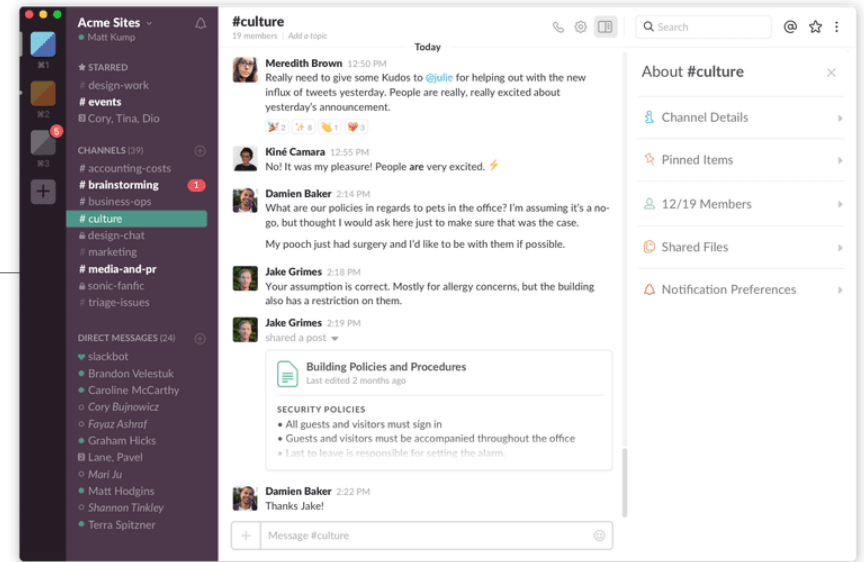 Acme Sites
Matt Kump
⌘1
⌘2
5
⌘3
STARRED
# design-work
# events
2 Cory, Tina, Dio
CHANNELS (39)
# accounting-costs
# brainstorming 1
# business-ops
# culture
design-chat
# marketing
# media-and-pr
sonic-fanfic
# triage-issues
DIRECT MESSAGES (24)
slackbot
Brandon Velestuk
Caroline McCarthy
Cory Bujnowicz
Fayaz Ashraf
Graham Hicks
2 Lane, Pavel
Mari Ju
Matt Hodgins
Shannon Tinkley
Terra Spitzner
#culture
19 members | Add a topic
Today
Meredith Brown 12:50 PM
Really need to give some Kudos to @julie for helping out with the new
influx of tweets yesterday. People are really, really excited about
yesterday's announcement.
2 8 1 3
Kiné Camara 12:55 PM
No! It was my pleasure! People are very excited. ⚡
Damien Baker 2:14 PM
What are our policies in regards to pets in the office? I'm assuming it's a no-
go, but thought I would ask here just to make sure that was the case.
My pooch just had surgery and I'd like to be with them if possible.
Jake Grimes 2:18 PM
Your assumption is correct. Mostly for allergy concerns, but the building
also has a restriction on them.
Jake Grimes 2:19 PM
shared a post
Building Policies and Procedures
Last edited 2 months ago
SECURITY POLICIES
• All guests and visitors must sign in
• Guests and visitors must be accompanied throughout the office
• Last to leave is responsible for setting the alarm.
Damien Baker 2:22 PM
Thanks Jake!
Message #culture
Search
@
About #culture
Channel Details
Pinned Items
12/19 Members
Shared Files
Notification Preferences